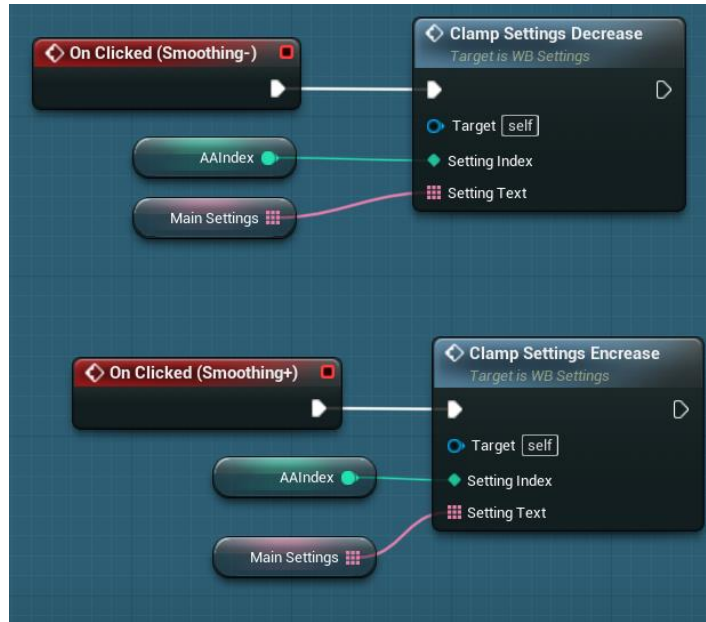 On Clicked (Smoothing-)
Clamp Settings Decrease
Target is WB Settings
Target self
AAIndex
Setting Index
Main Settings
Setting Text
On Clicked (Smoothing+)
Clamp Settings Encrease
Target is WB Settings
Target self
AAIndex
Setting Index
Main Settings
Setting Text